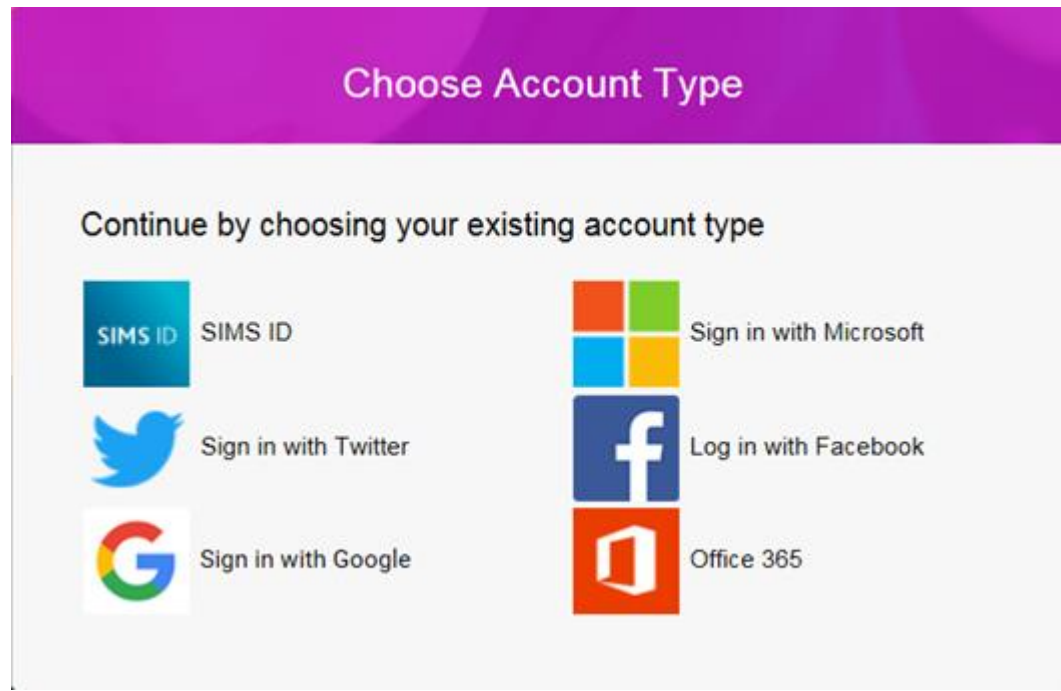 Choose Account Type
Continue by choosing your existing account type
SIMS ID SIMS ID
Sign in with Microsoft
Sign in with Twitter
Log in with Facebook
Sign in with Google
Office 365